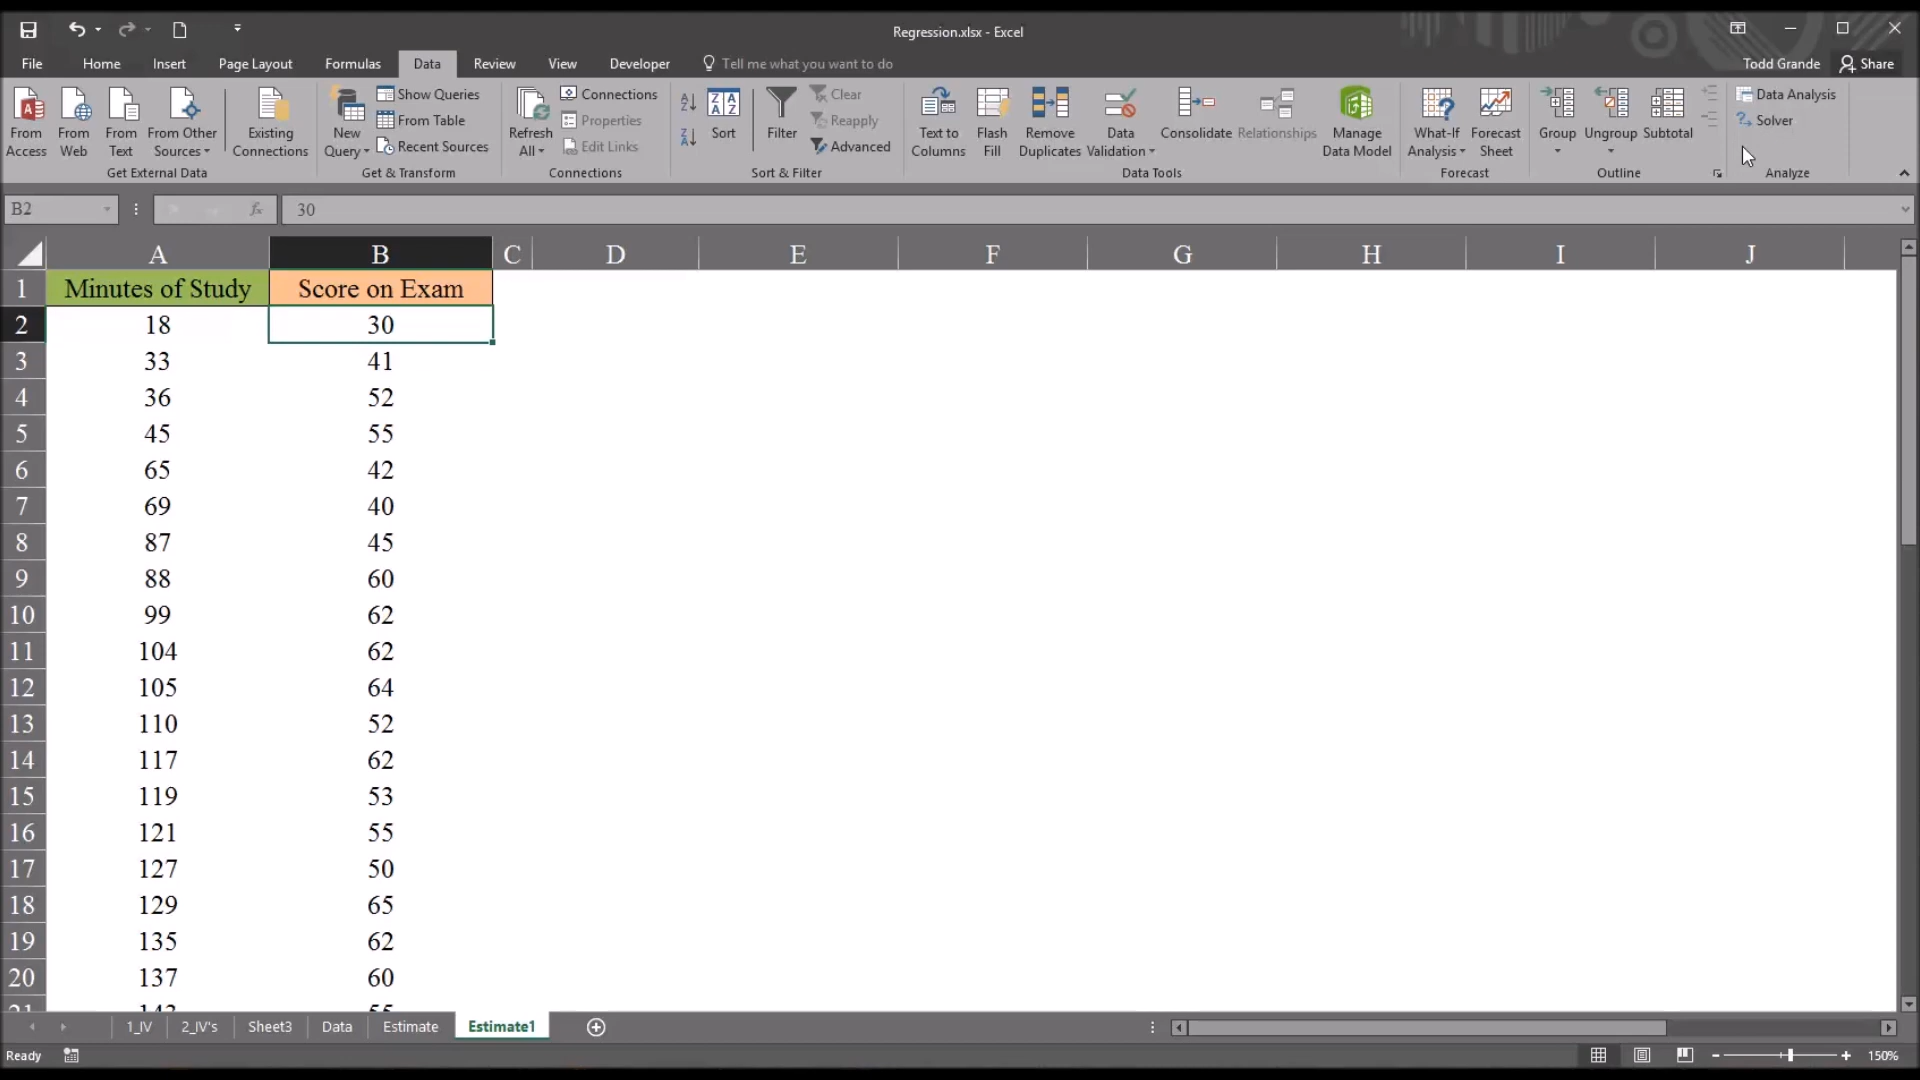 Regression.xlsx - Excel
File Home Insert Page Layout Formulas Data Review View Developer Tell me what you want to do Todd Grande Share
From Access
From Web
From Text
From Other Sources
Existing Connections
Get External Data
New Query
Show Queries
From Table
Recent Sources
Get & Transform
Refresh All
Connections
Properties
Edit Links
Connections
Sort
Filter
Clear
Reapply
Advanced
Sort & Filter
Text to Columns
Flash Fill
Remove Duplicates
Data Validation
Consolidate
Relationships
Manage Data Model
Data Tools
What-If Analysis
Forecast Sheet
Forecast
Group
Ungroup
Subtotal
Outline
Data Analysis
Solver
Analyze
B2 fx 30
A B C D E F G H I J
1 Minutes of Study Score on Exam
2 18 30
3 33 41
4 36 52
5 45 55
6 65 42
7 69 40
8 87 45
9 88 60
10 99 62
11 104 62
12 105 64
13 110 52
14 117 62
15 119 53
16 121 55
17 127 50
18 129 65
19 135 62
20 137 60
1_IV 2_IV's Sheet3 Data Estimate Estimate1
Ready 150%